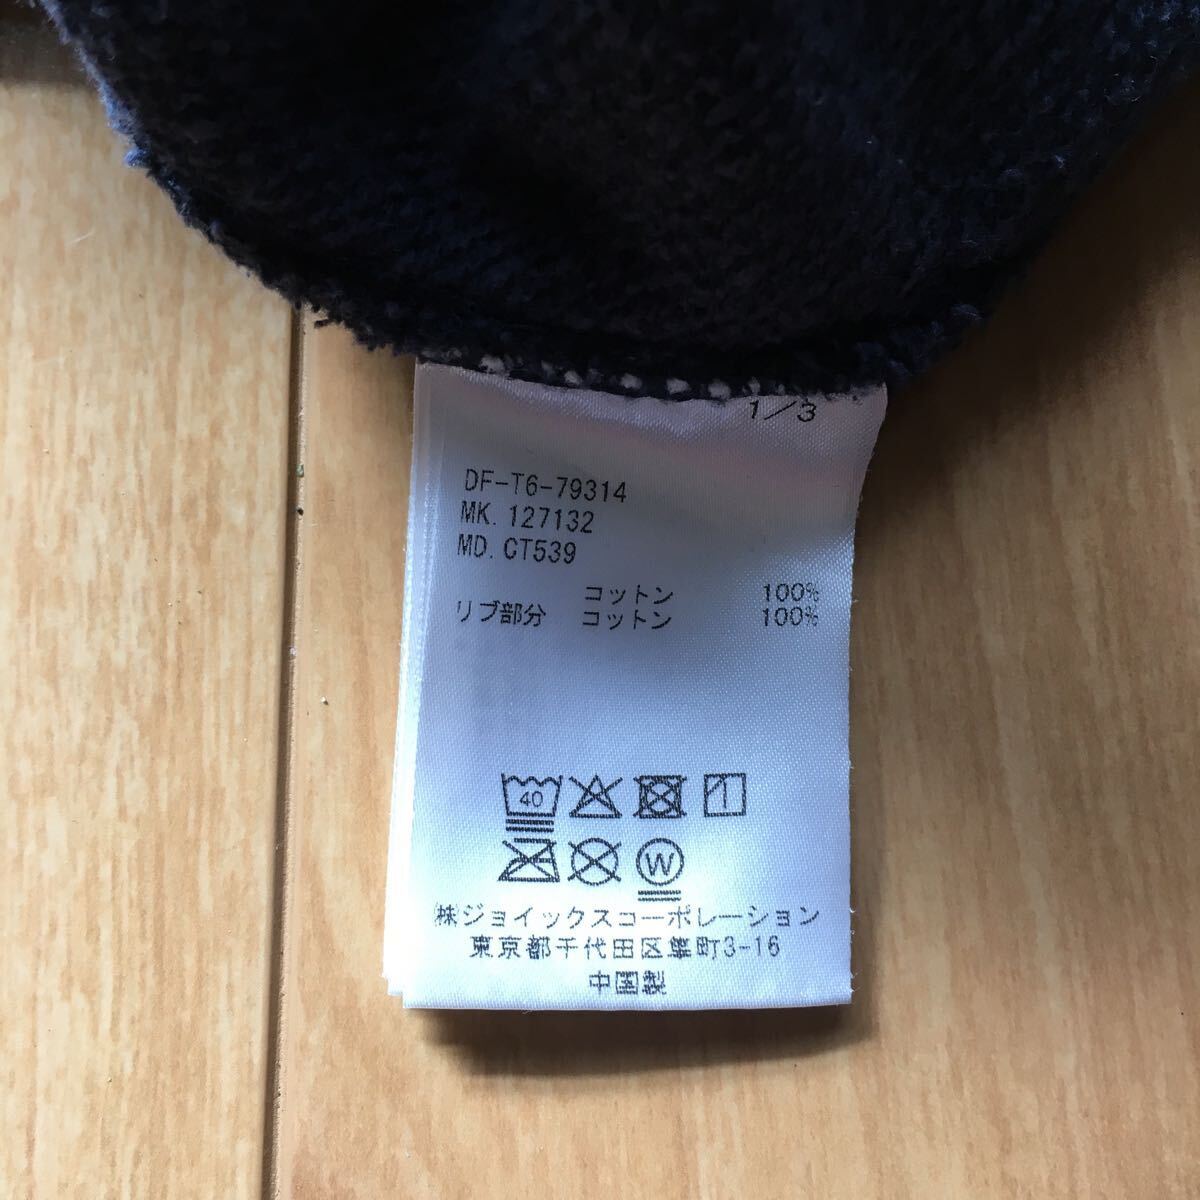 1/3
DF-T6-79314
MK. 127132
MD. CT539
コットン 100%
リブ部分 コットン 100%
40
W
㈱ジョイックスコーポレーション
東京都千代田区隼町3-16
中国製